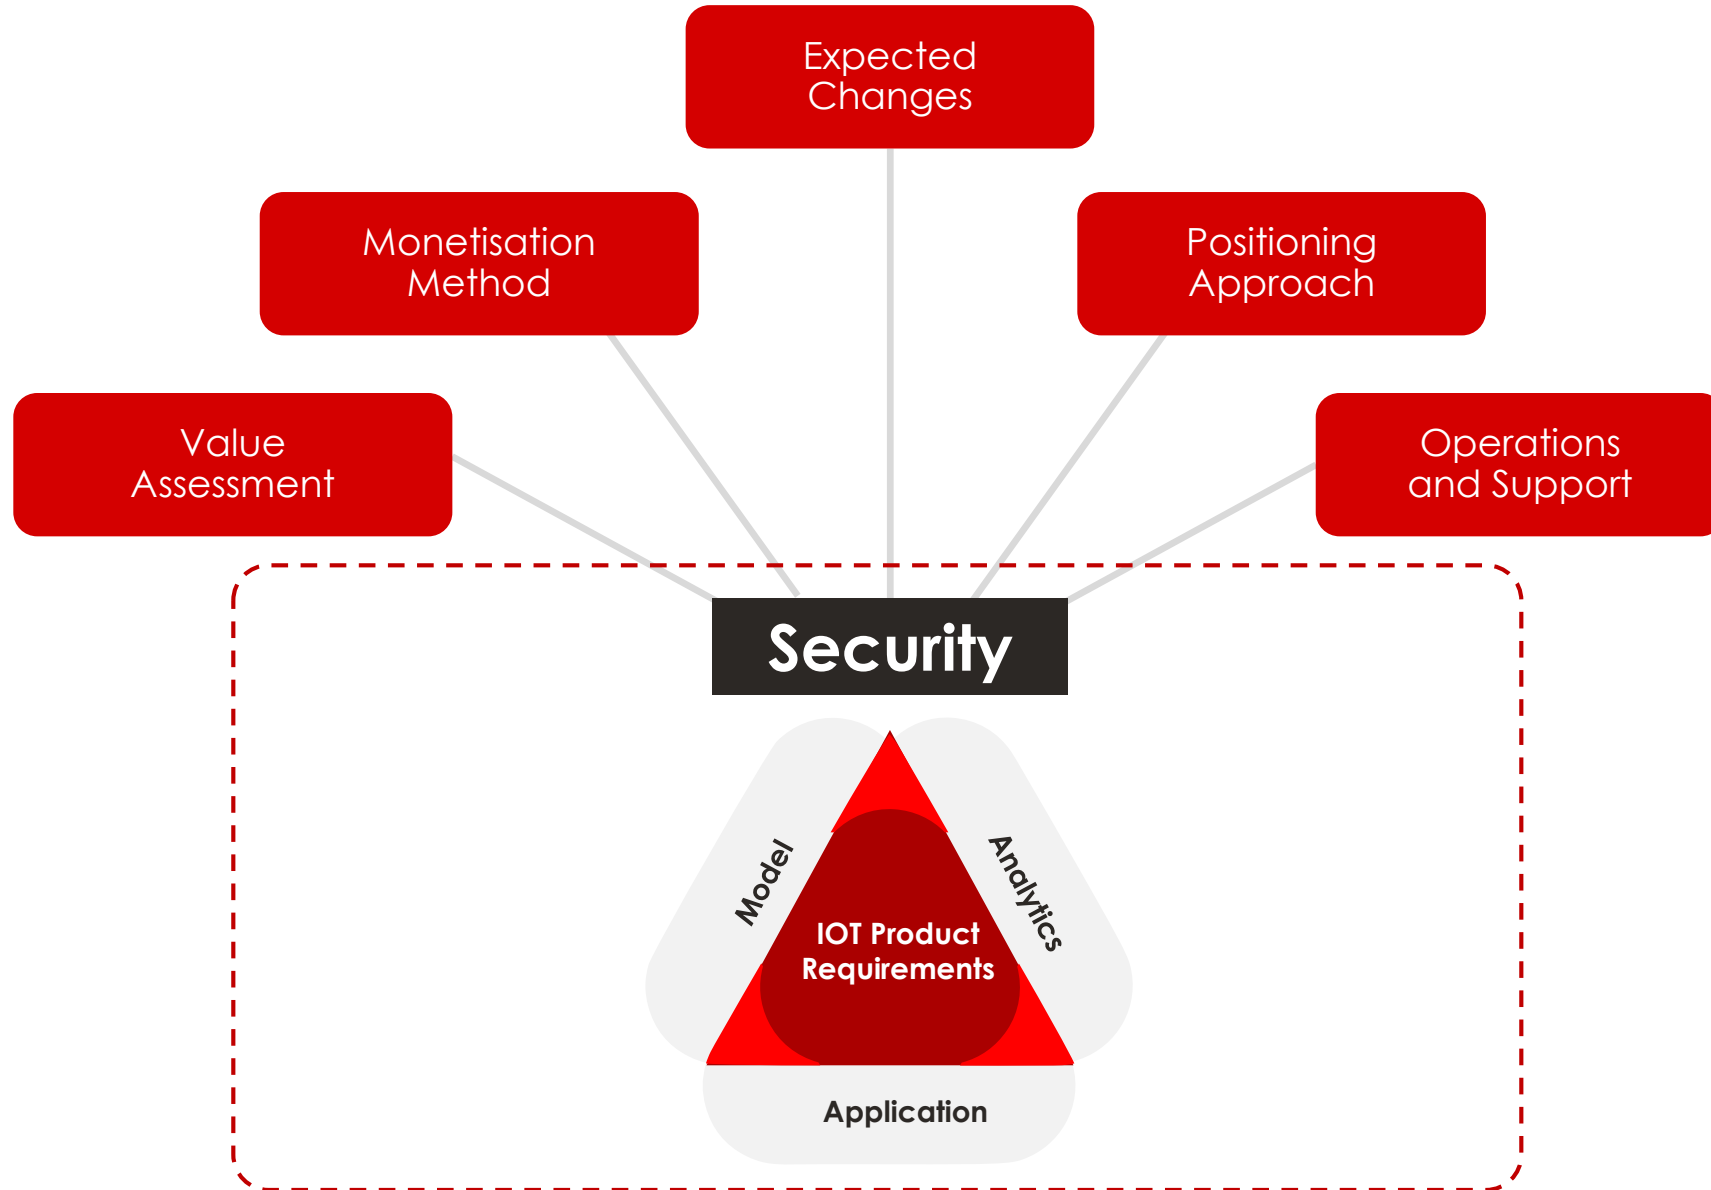 Expected
Changes
Monetisation
Method
Positioning
Approach
Value
Assessment
Operations
and Support
Security
Model
Analytics
IOT Product
Requirements
Application